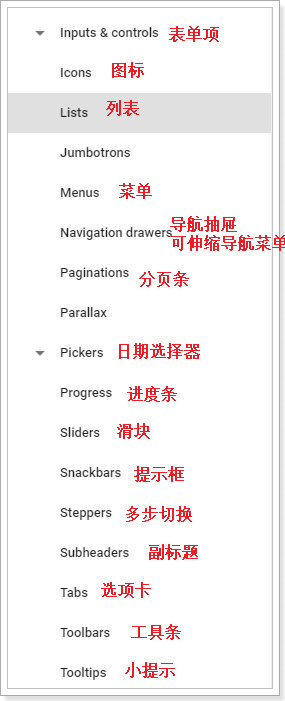 Inputs & controls 表单项
Icons 图标
Lists 列表
Jumbotrons
Menus 菜单
Navigation drawers 导航抽屉
可伸缩导航菜单
Paginations 分页条
Parallax
Pickers 日期选择器
Progress 进度条
Sliders 滑块
Snackbars 提示框
Steppers 多步切换
Subheaders 副标题
Tabs 选项卡
Toolbars 工具条
Tooltips 小提示